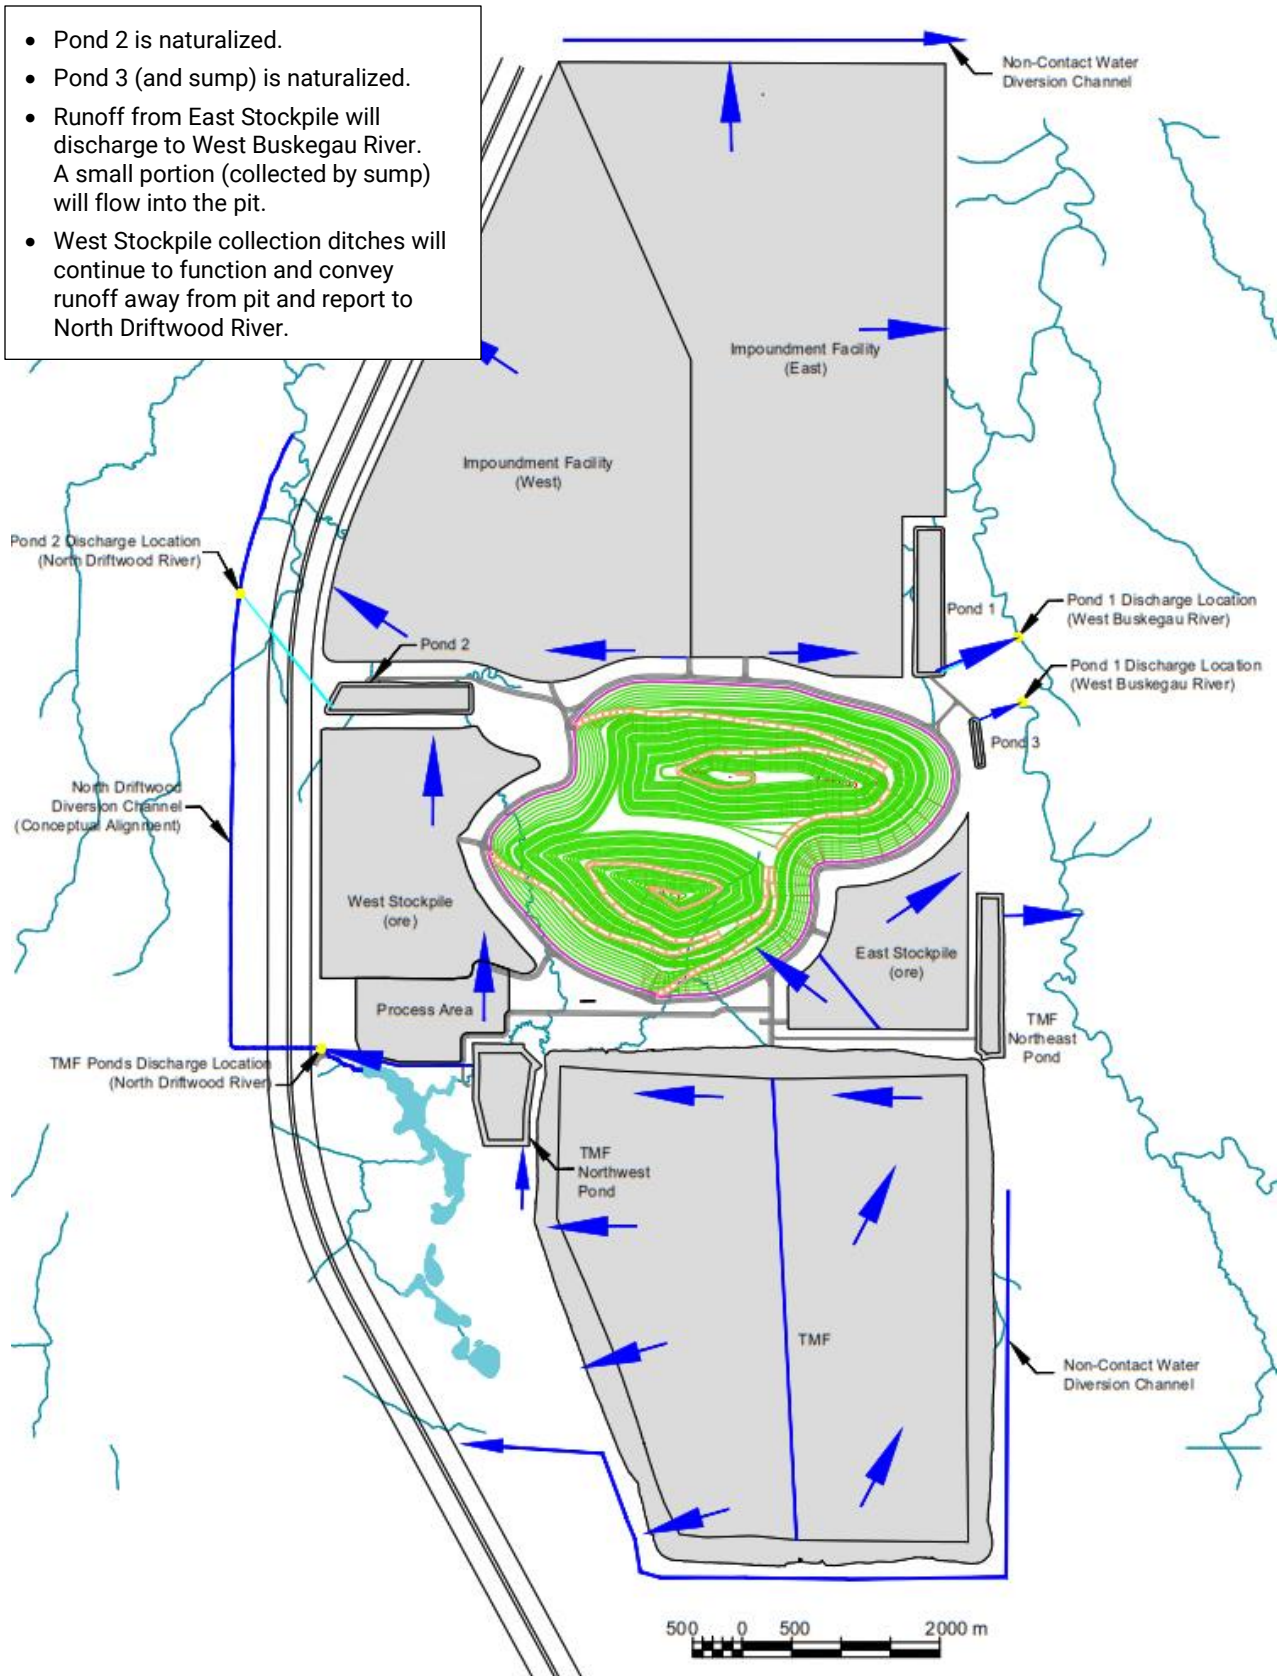 • Pond 2 is naturalized.
• Pond 3 (and sump) is naturalized.
• Runoff from East Stockpile will
discharge to West Buskegau River.
A small portion (collected by sump)
will flow into the pit.
• West Stockpile collection ditches will
continue to function and convey
runoff away from pit and report to
North Driftwood River.
Non-Contact Water
Diversion Channel
Impoundment Facility
(East)
Impoundment Facility
(West)
Pond 2 Discharge Location
(North Driftwood River)
Pond 1
Pond 1 Discharge Location
(West Buskegau River)
Pond 2
Pond 1 Discharge Location
(West Buskegau River)
Pond 3
North Driftwood
Diversion Channel
(Conceptual Alignment)
West Stockpile
(ore)
East Stockpile
(ore)
Process Area
TMF
Northeast
Pond
TMF Ponds Discharge Location
(North Driftwood River)
TMF
Northwest
Pond
TMF
Non-Contact Water
Diversion Channel
500 0 500 2000 m